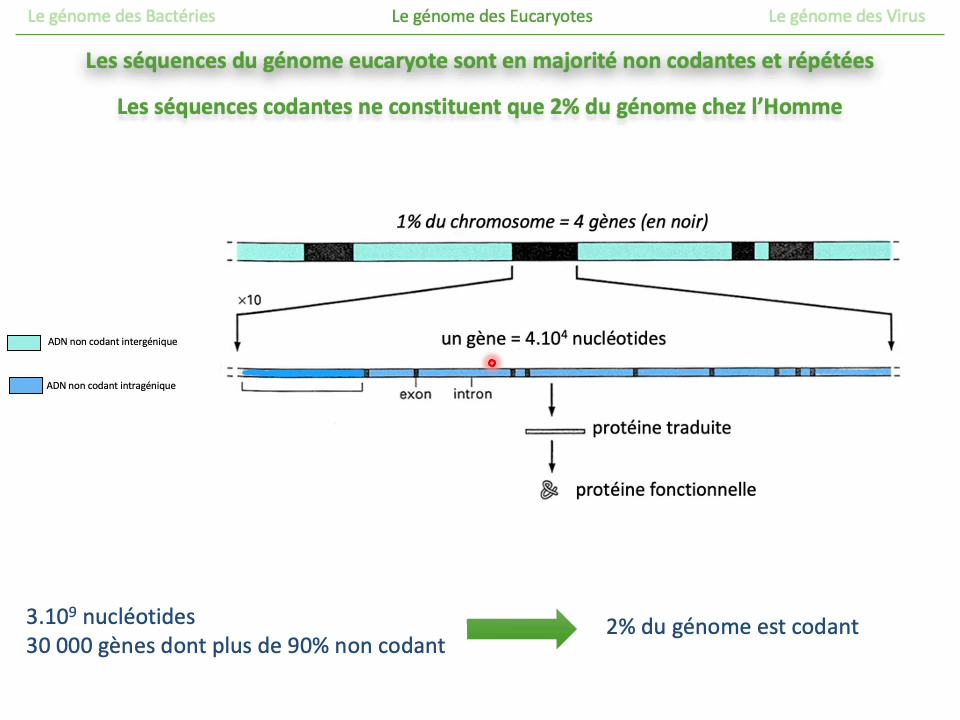 Le génome des Bactéries
Le génome des Eucaryotes
Le génome des Virus
Les séquences du génome eucaryote sont en majorité non codantes et répétées
Les séquences codantes ne constituent que 2% du génome chez l’Homme
1% du chromosome = 4 gènes (en noir)
×10
un gène = 4.10⁴ nucléotides
ADN non codant intergénique
ADN non codant intragénique
exon
intron
protéine traduite
protéine fonctionnelle
3.10⁹ nucléotides
30 000 gènes dont plus de 90% non codant
2% du génome est codant